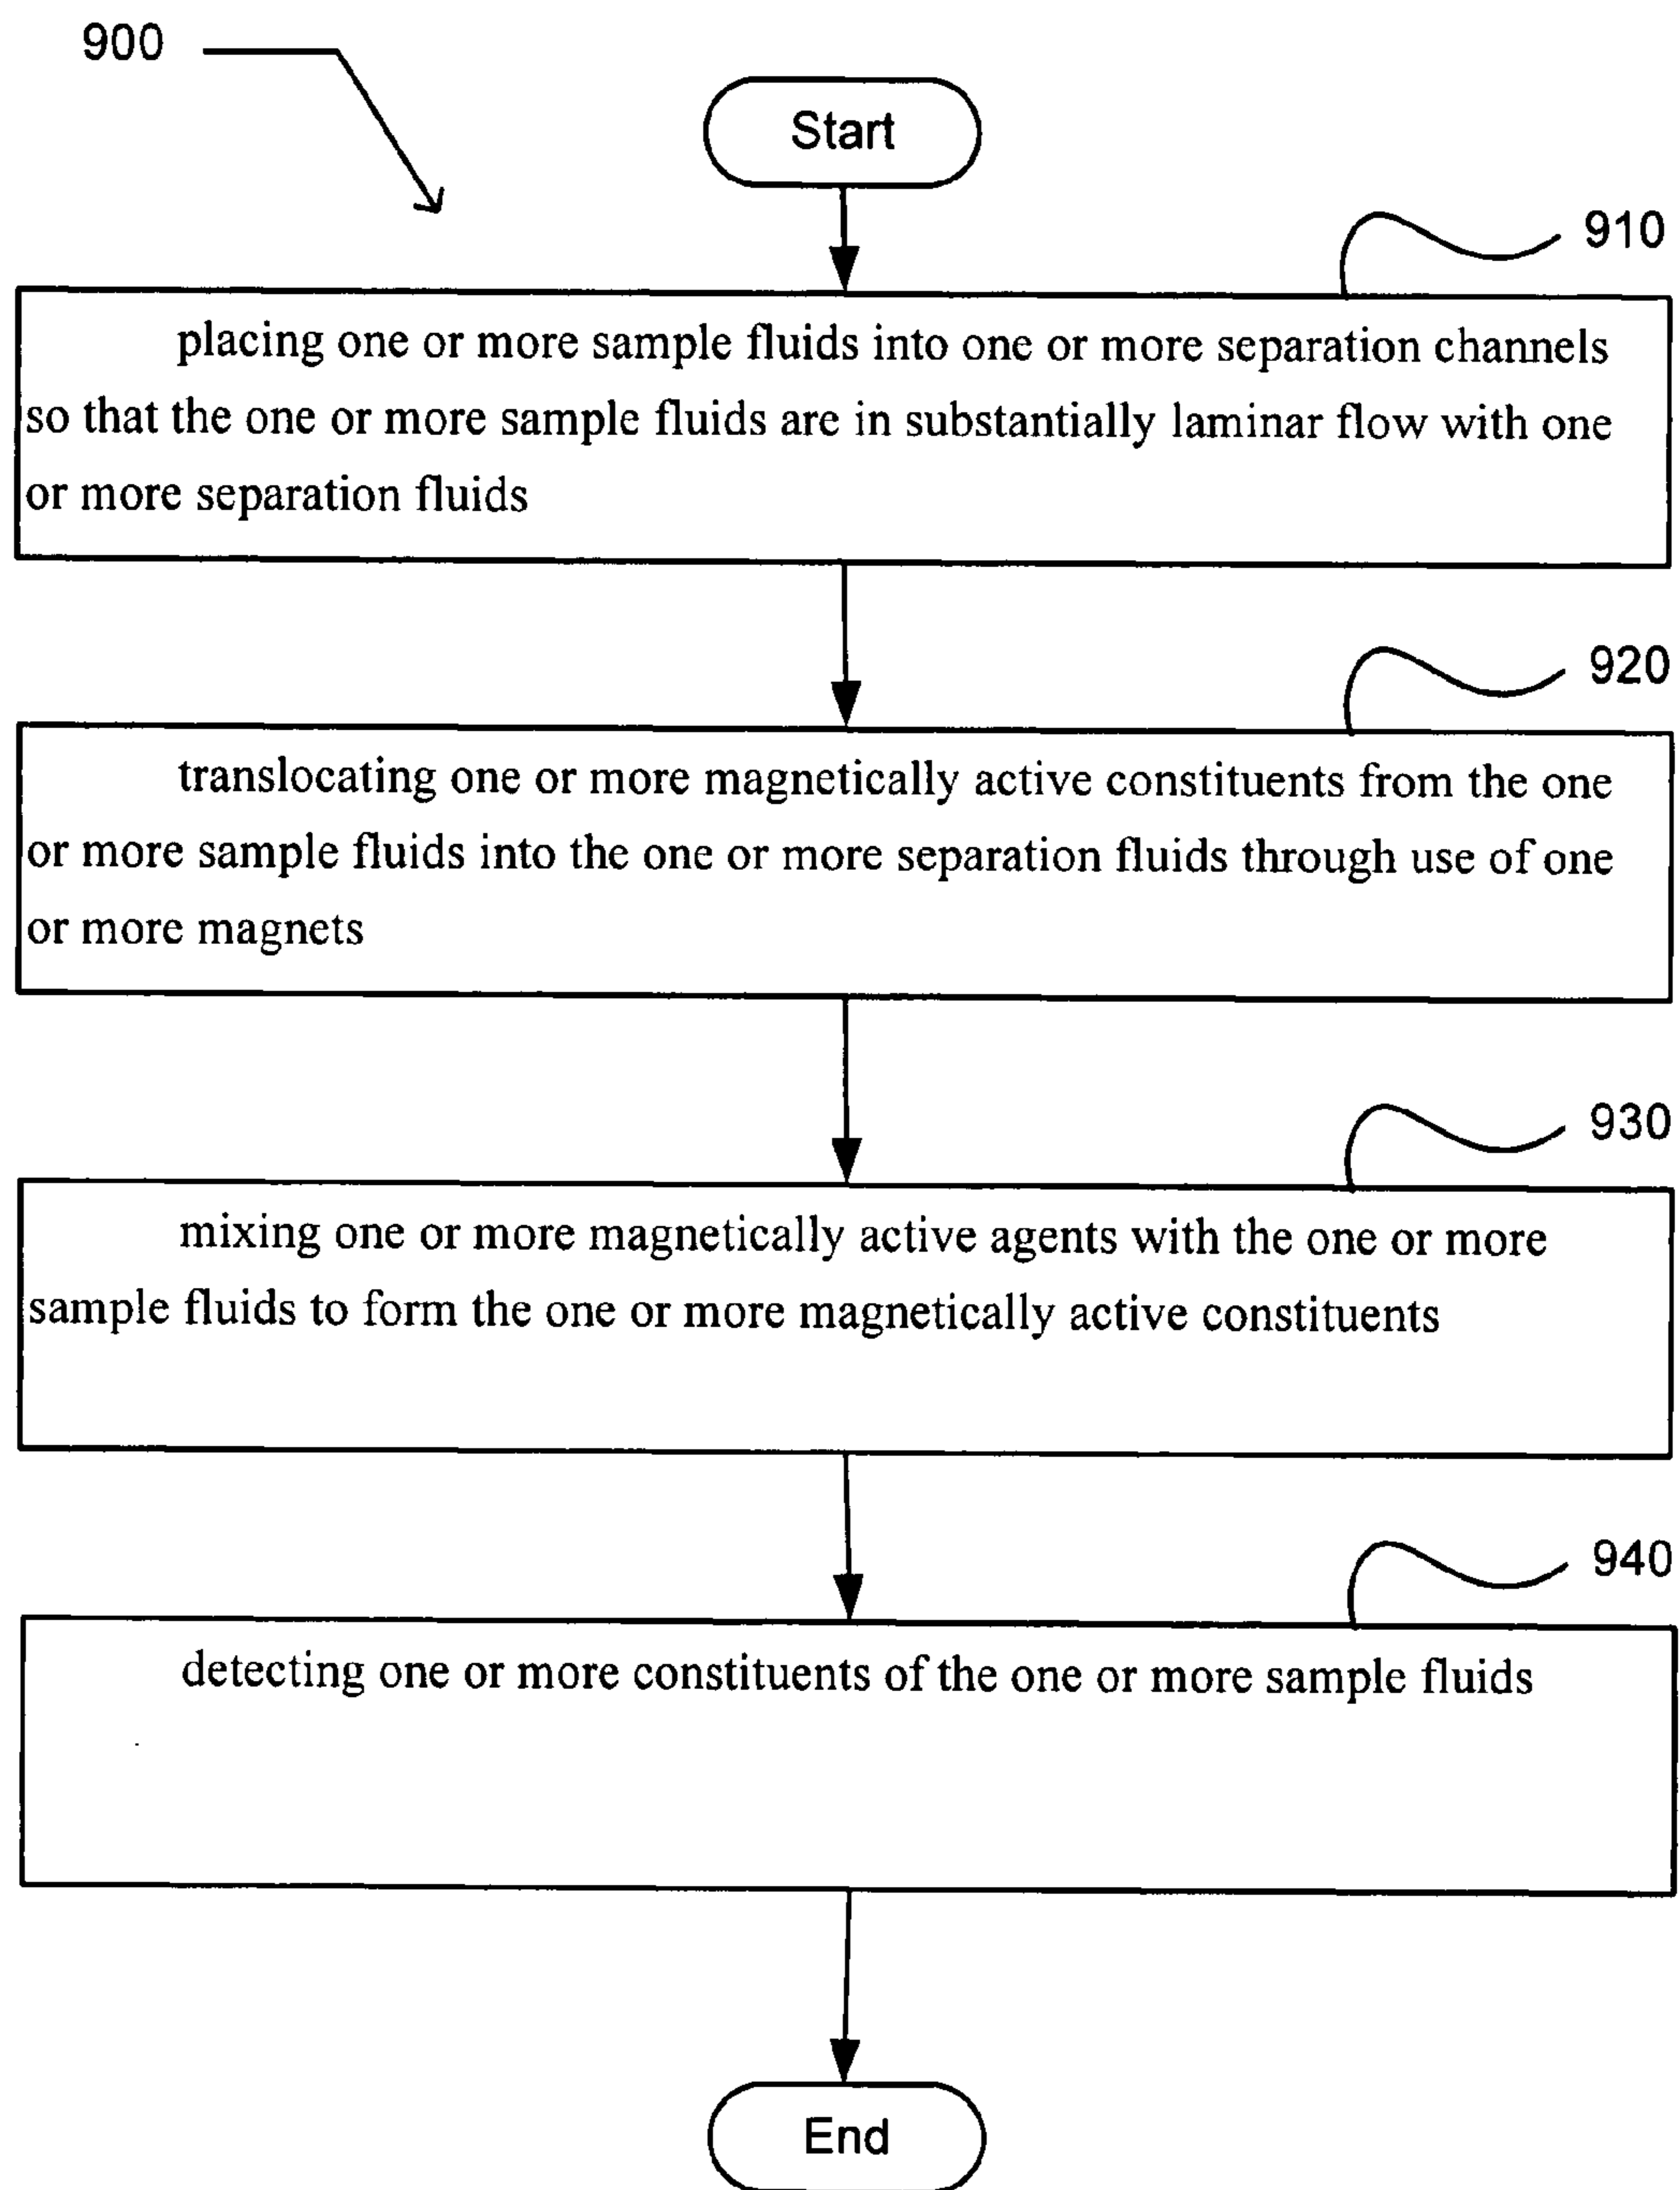 900
Start
910
placing one or more sample fluids into one or more separation channels
so that the one or more sample fluids are in substantially laminar flow with one
or more separation fluids
920
translocating one or more magnetically active constituents from the one
or more sample fluids into the one or more separation fluids through use of one
or more magnets
930
mixing one or more magnetically active agents with the one or more
sample fluids to form the one or more magnetically active constituents
940
detecting one or more constituents of the one or more sample fluids
End